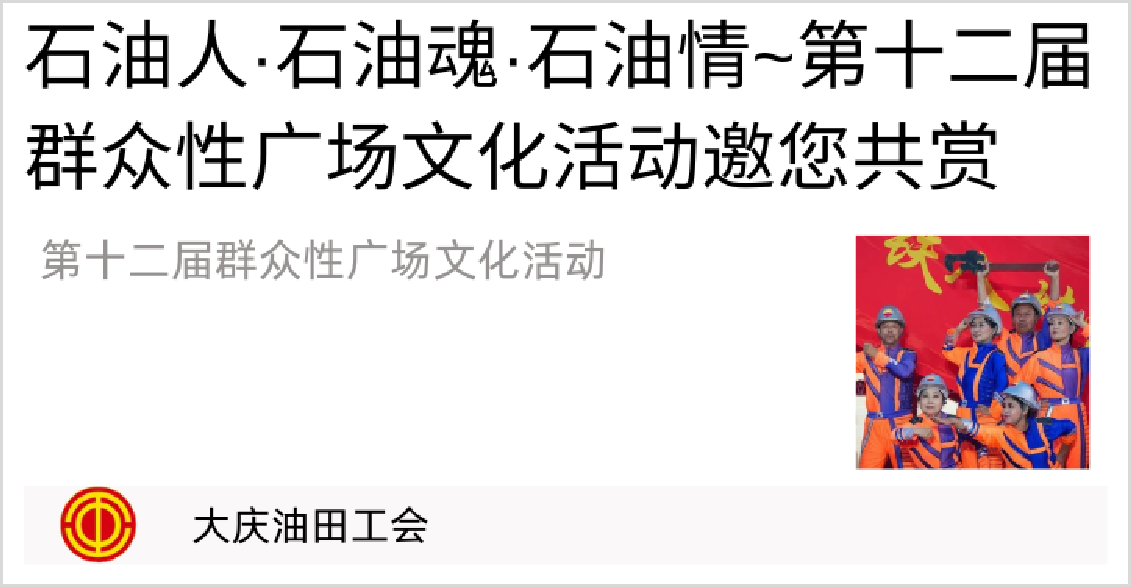 石油人·石油魂·石油情~第十二届
群众性广场文化活动邀您共赏
第十二届群众性广场文化活动
大庆油田工会